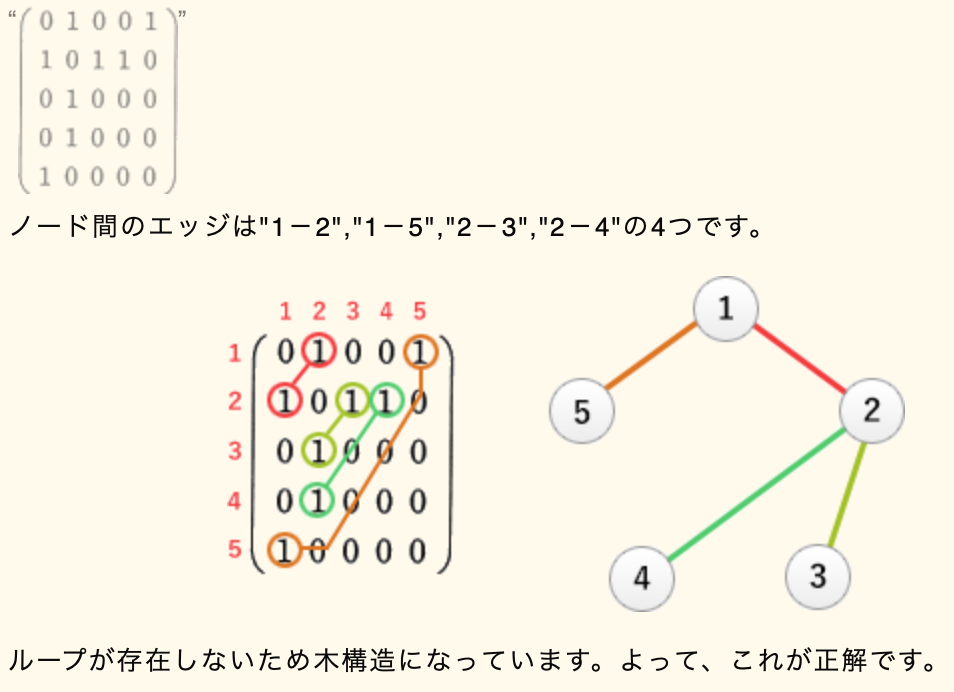 “0 1 0 0 1”
1 0 1 1 0
0 1 0 0 0
0 1 0 0 0
1 0 0 0 0
ノード間のエッジは"1－2","1－5","2－3","2－4"の4つです。
1 2 3 4 5
1 0 1 0 0 1
2 1 0 1 1 0
3 0 1 0 0 0
4 0 1 0 0 0
5 1 0 0 0 0
1
5
2
4
3
ループが存在しないため木構造になっています。よって、これが正解です。